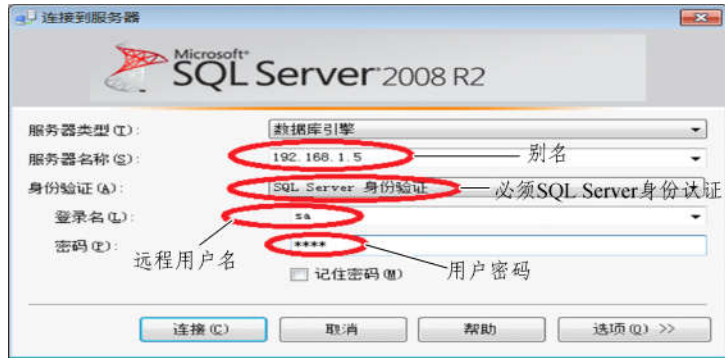 连接到服务器
Microsoft
SQL Server 2008 R2
服务器类型(T): 数据库引擎
服务器名称(S): 192.168.1.5 别名
身份验证(A): SQL Server 身份验证 必须SQL Server身份认证
登录名(L): sa
密码(P): ****
远程用户名
用户密码
记住密码(M)
连接(C) 取消 帮助 选项(O) >>